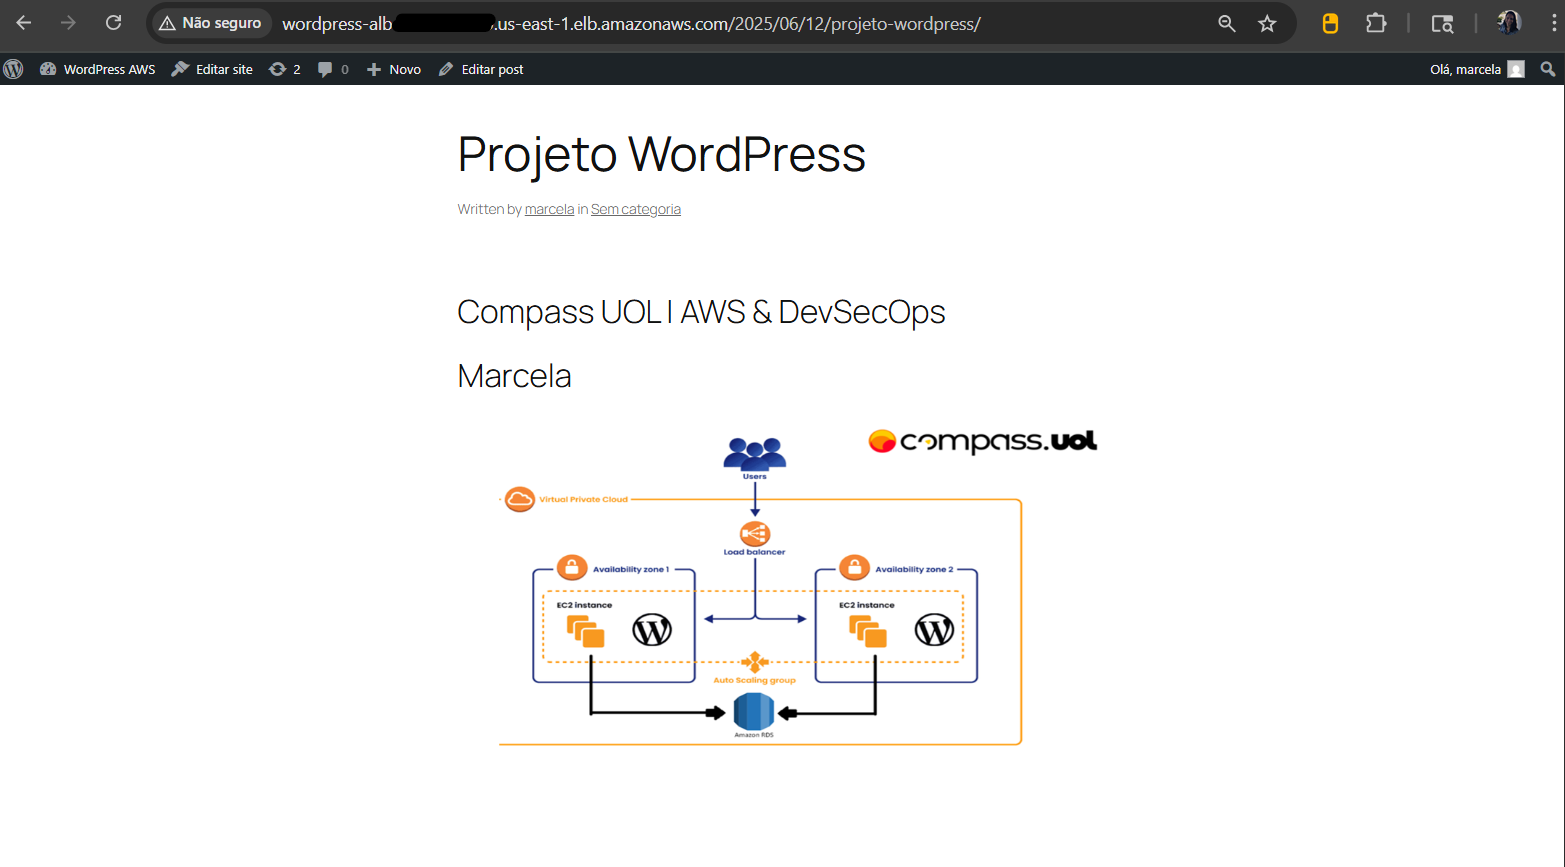 Não seguro wordpress-alb .us-east-1.elb.amazonaws.com/2025/06/12/projeto-wordpress/
WordPress AWS Editar site 2 0 Novo Editar post Olá, marcela
Projeto WordPress
Written by marcela in Sem categoria
Compass UOL | AWS & DevSecOps
Marcela
compass.uol
Users
Virtual Private Cloud
Load balancer
Availability zone 1 Availability zone 2
EC2 instance EC2 instance
Auto Scaling group
Amazon RDS